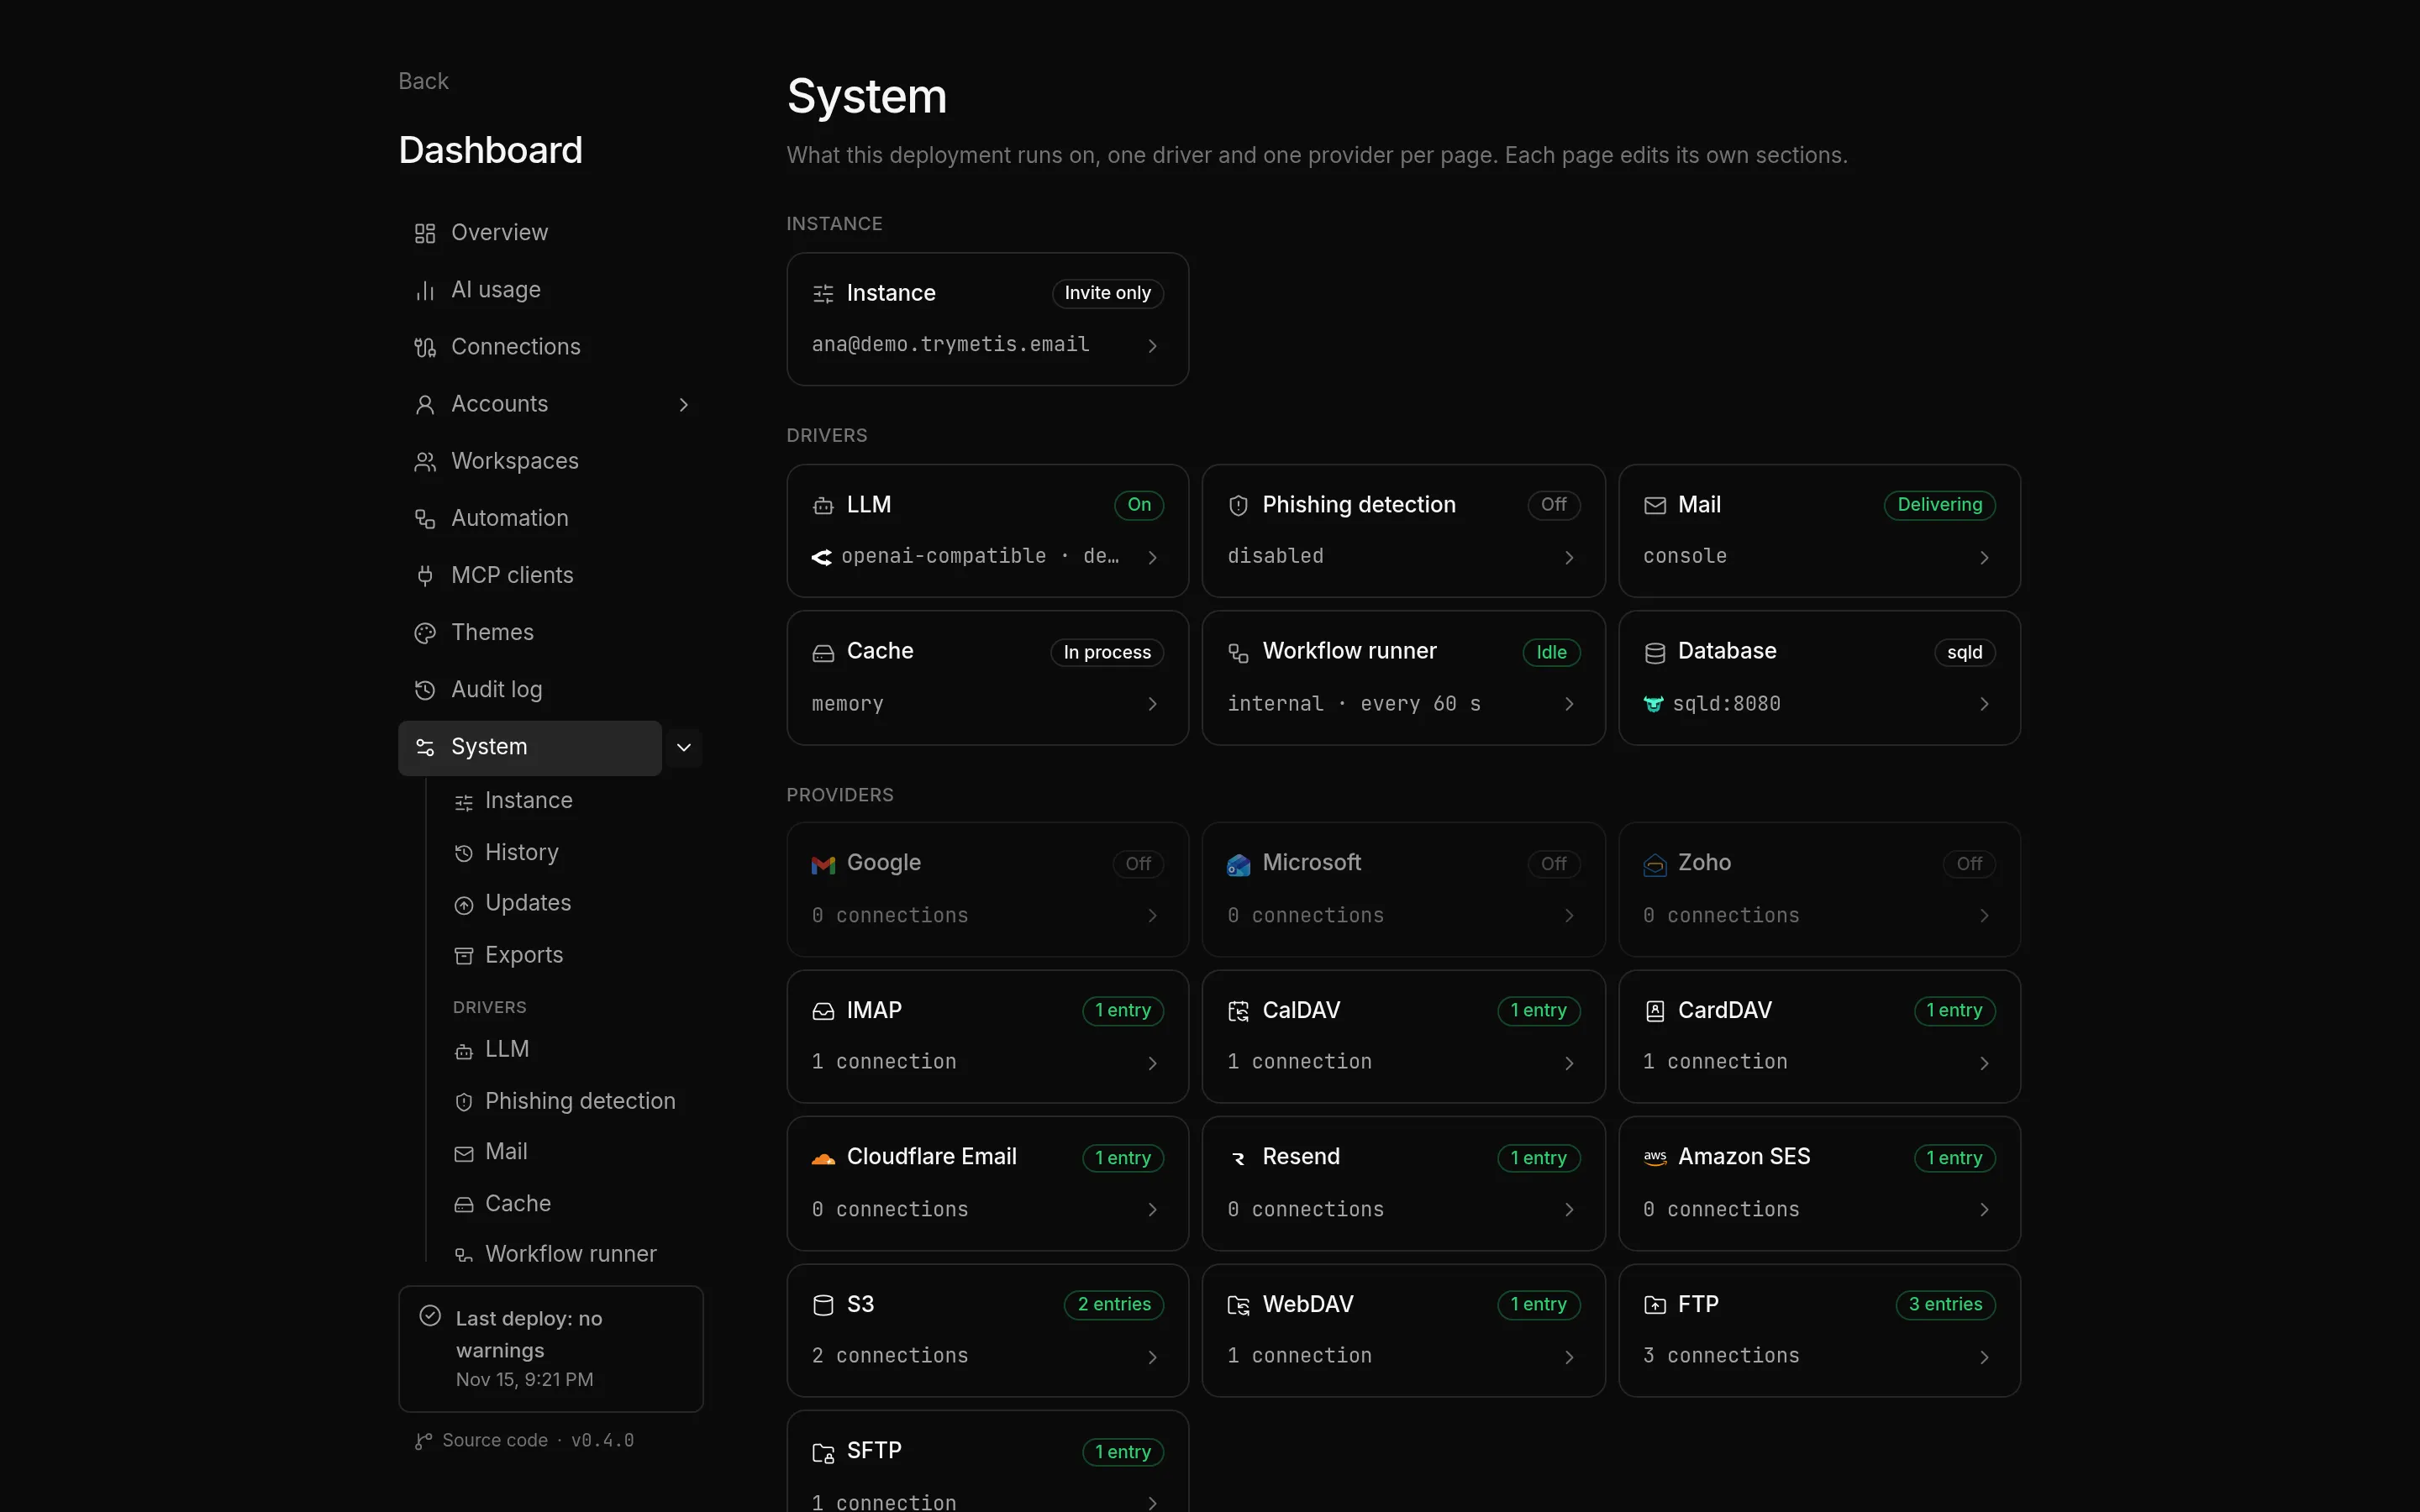 Back
Dashboard
Overview
AI usage
Connections
Accounts
Workspaces
Automation
MCP clients
Themes
Audit log
System
Instance
History
Updates
Exports
DRIVERS
LLM
Phishing detection
Mail
Cache
Workflow runner
Last deploy: no
warnings
Nov 15, 9:21 PM
Source code · v0.4.0
System
What this deployment runs on, one driver and one provider per page. Each page edits its own sections.
INSTANCE
Instance
Invite only
ana@demo.trymetis.email
DRIVERS
LLM
On
openai-compatible · de…
Phishing detection
Off
disabled
Mail
Delivering
console
Cache
In process
memory
Workflow runner
Idle
internal · every 60 s
Database
sqld
sqld:8080
PROVIDERS
Google
Off
0 connections
Microsoft
Off
0 connections
Zoho
Off
0 connections
IMAP
1 entry
1 connection
CalDAV
1 entry
1 connection
CardDAV
1 entry
1 connection
Cloudflare Email
1 entry
0 connections
Resend
1 entry
0 connections
aws
Amazon SES
1 entry
0 connections
S3
2 entries
2 connections
WebDAV
1 entry
1 connection
FTP
3 entries
3 connections
SFTP
1 entry
1 connection